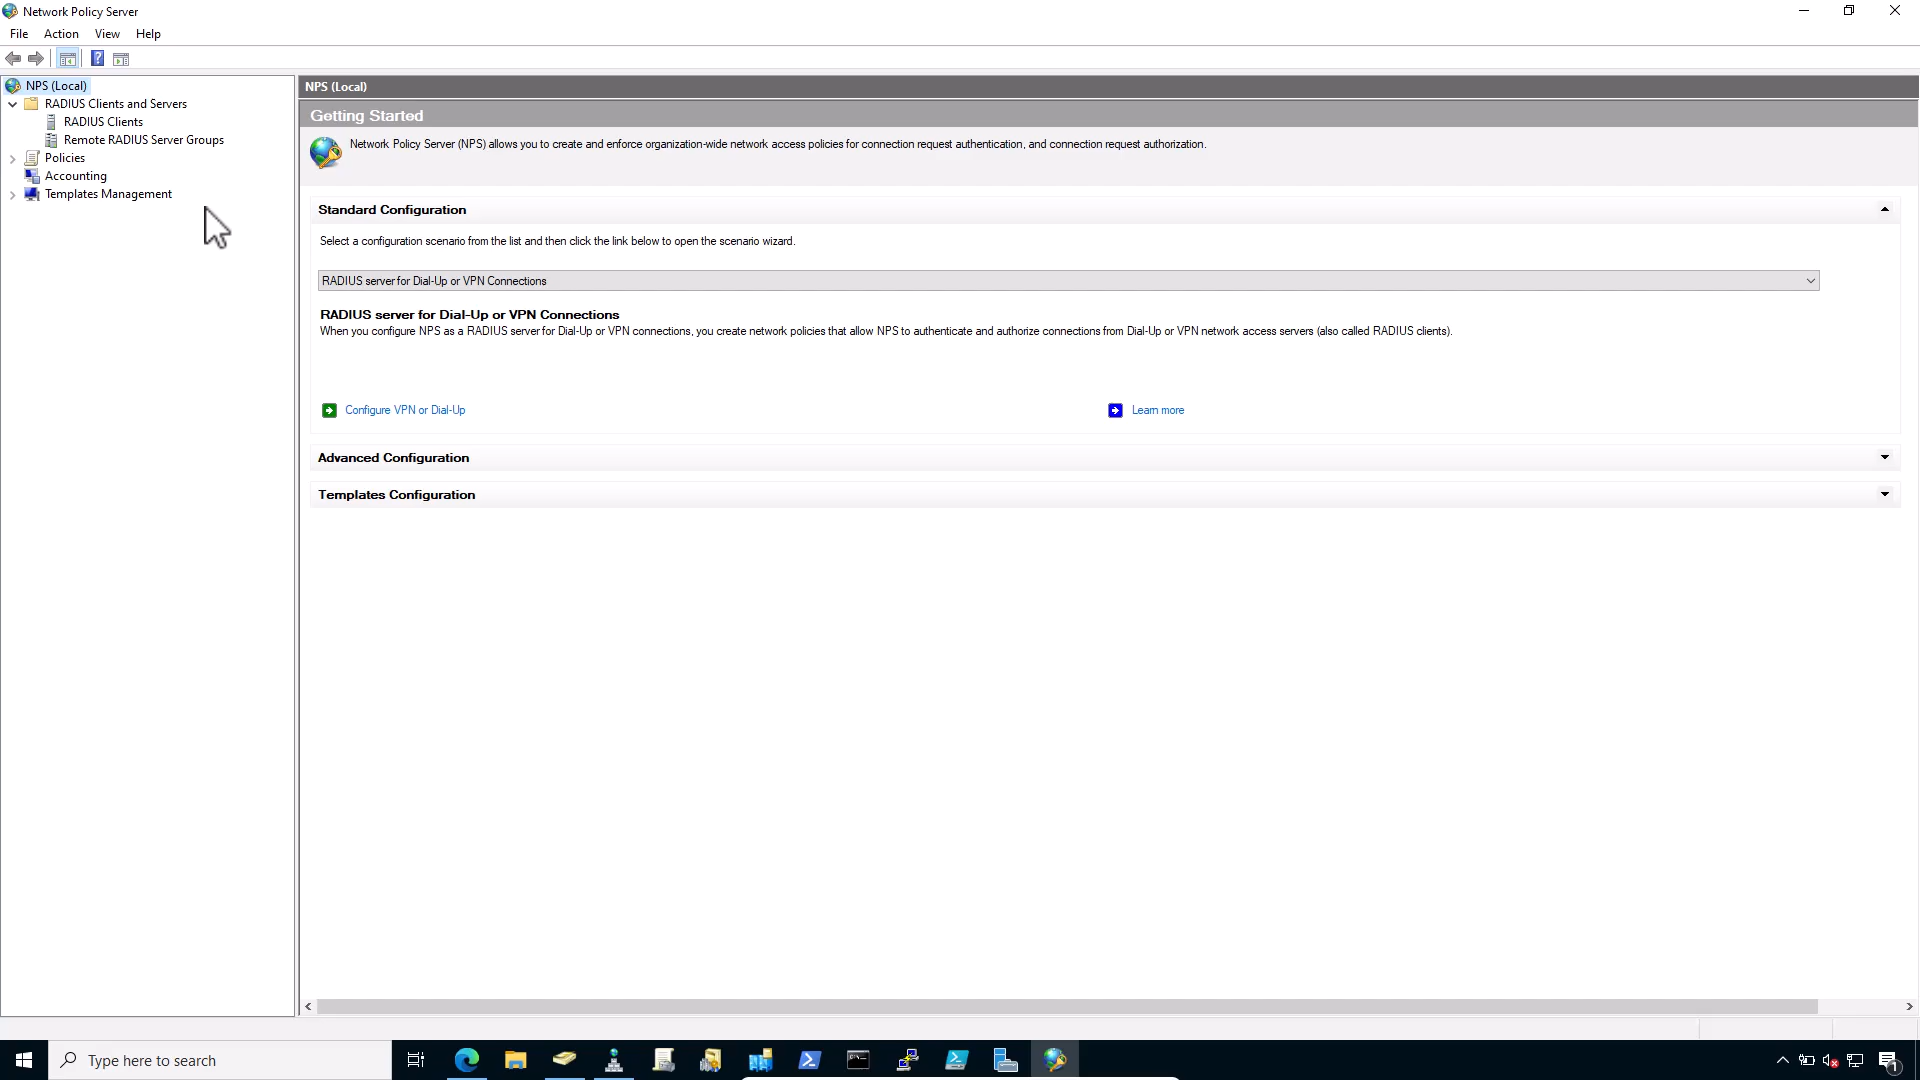 Network Policy Server
File Action View Help
NPS (Local)
RADIUS Clients and Servers
RADIUS Clients
Remote RADIUS Server Groups
Policies
Accounting
Templates Management
NPS (Local)
Getting Started
Network Policy Server (NPS) allows you to create and enforce organization-wide network access policies for connection request authentication, and connection request authorization.
Standard Configuration
Select a configuration scenario from the list and then click the link below to open the scenario wizard.
RADIUS server for Dial-Up or VPN Connections
RADIUS server for Dial-Up or VPN Connections
When you configure NPS as a RADIUS server for Dial-Up or VPN connections, you create network policies that allow NPS to authenticate and authorize connections from Dial-Up or VPN network access servers (also called RADIUS clients).
Configure VPN or Dial-Up
Learn more
Advanced Configuration
Templates Configuration
Type here to search
1